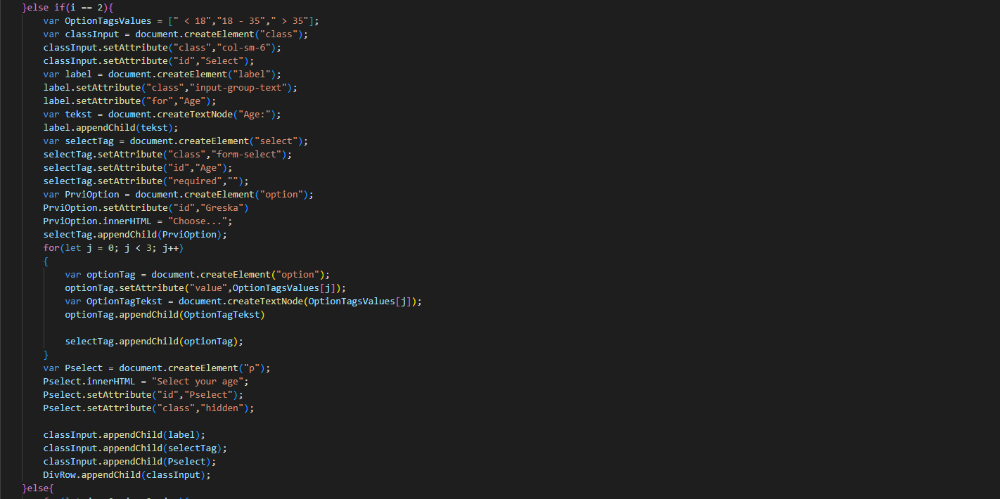 }else if(i == 2){
var OptionTagsValues = [" < 18","18 - 35"," > 35"];
var classInput = document.createElement("class");
classInput.setAttribute("class","col-sm-6");
classInput.setAttribute("id","Select");
var label = document.createElement("label");
label.setAttribute("class","input-group-text");
label.setAttribute("for","Age");
var tekst = document.createTextNode("Age:");
label.appendChild(tekst);
var selectTag = document.createElement("select");
selectTag.setAttribute("class","form-select");
selectTag.setAttribute("id","Age");
selectTag.setAttribute("required","");
var PrviOption = document.createElement("option");
PrviOption.setAttribute("id","Greska")
PrviOption.innerHTML = "Choose...";
selectTag.appendChild(PrviOption);
for(let j = 0; j < 3; j++)
{
var optionTag = document.createElement("option");
optionTag.setAttribute("value",OptionTagsValues[j]);
var OptionTagTekst = document.createTextNode(OptionTagsValues[j]);
optionTag.appendChild(OptionTagTekst)
selectTag.appendChild(optionTag);
}
var Pselect = document.createElement("p");
Pselect.innerHTML = "Select your age";
Pselect.setAttribute("id","Pselect");
Pselect.setAttribute("class","hidden");
classInput.appendChild(label);
classInput.appendChild(selectTag);
classInput.appendChild(Pselect);
DivRow.appendChild(classInput);
}else{